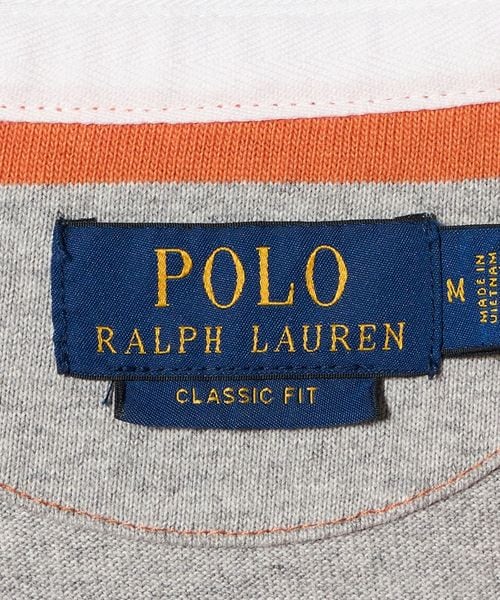 POLO
RALPH LAUREN
CLASSIC FIT
M
MADE IN
VIETNAM